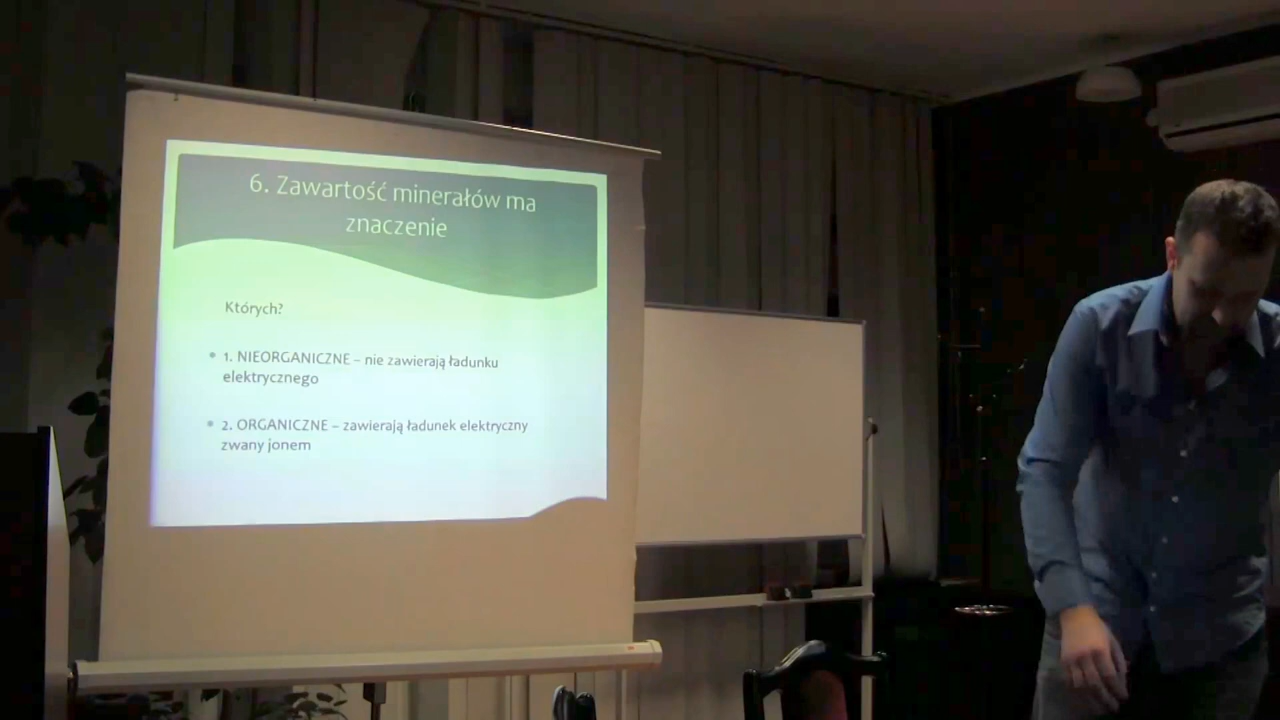 6. Zawartość minerałów ma
znaczenie
Których?
1. NIEORGANICZNE – nie zawierają ładunku
elektrycznego
2. ORGANICZNE – zawierają ładunek elektryczny
zwany jonem